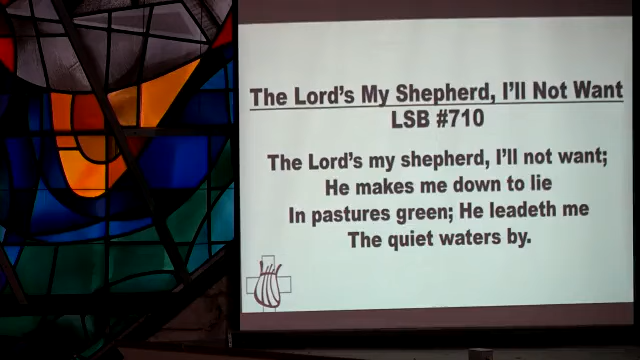 The Lord's My Shepherd, I'll Not Want
LSB #710
The Lord's my shepherd, I'll not want;
He makes me down to lie
In pastures green; He leadeth me
The quiet waters by.